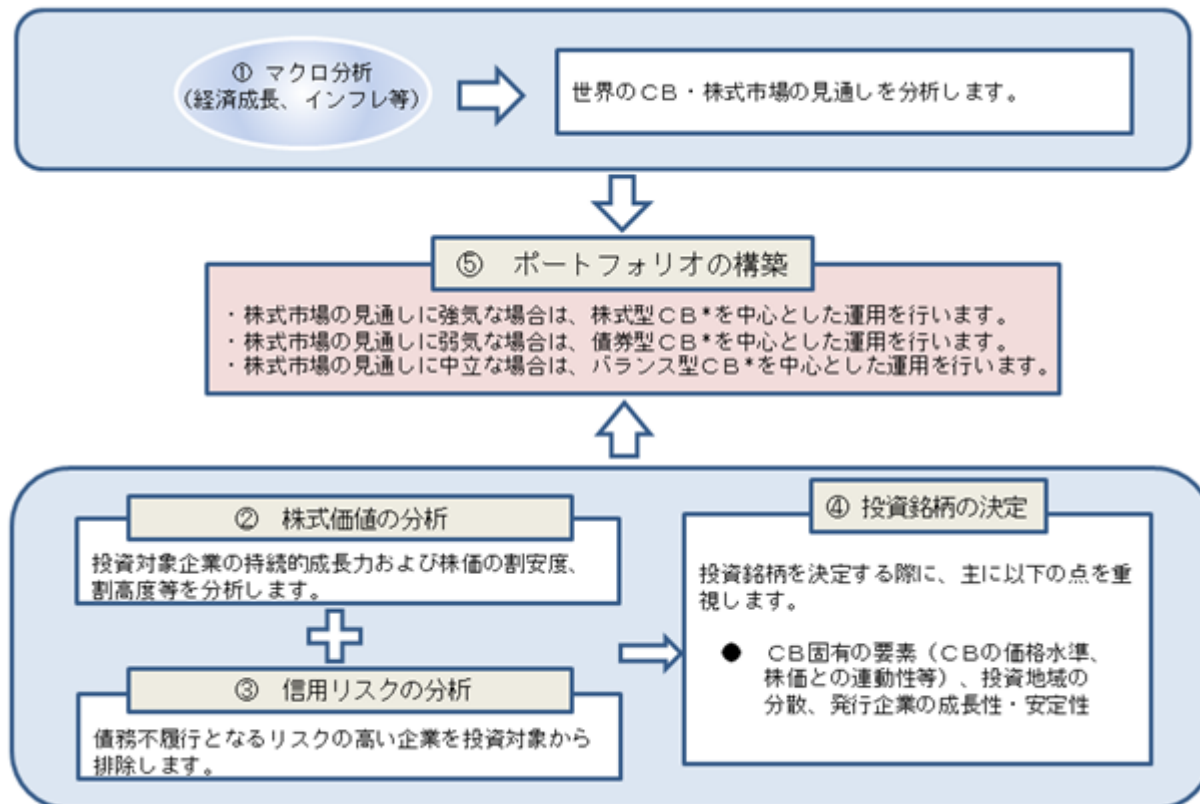 ① マクロ分析
(経済成長、インフレ等)
世界のCB・株式市場の見通しを分析します。
⑤ ポートフォリオの構築
・株式市場の見通しに強気な場合は、株式型CB*を中心とした運用を行います。
・株式市場の見通しに弱気な場合は、債券型CB*を中心とした運用を行います。
・株式市場の見通しに中立な場合は、バランス型CB*を中心とした運用を行います。
② 株式価値の分析
投資対象企業の持続的成長力および株価の割安度、
割高度等を分析します。
③ 信用リスクの分析
債務不履行となるリスクの高い企業を投資対象から
排除します。
④ 投資銘柄の決定
投資銘柄を決定する際に、主に以下の点を重
視します。
● CB固有の要素(CBの価格水準、
株価との連動性等)、投資地域の
分散、発行企業の成長性・安定性